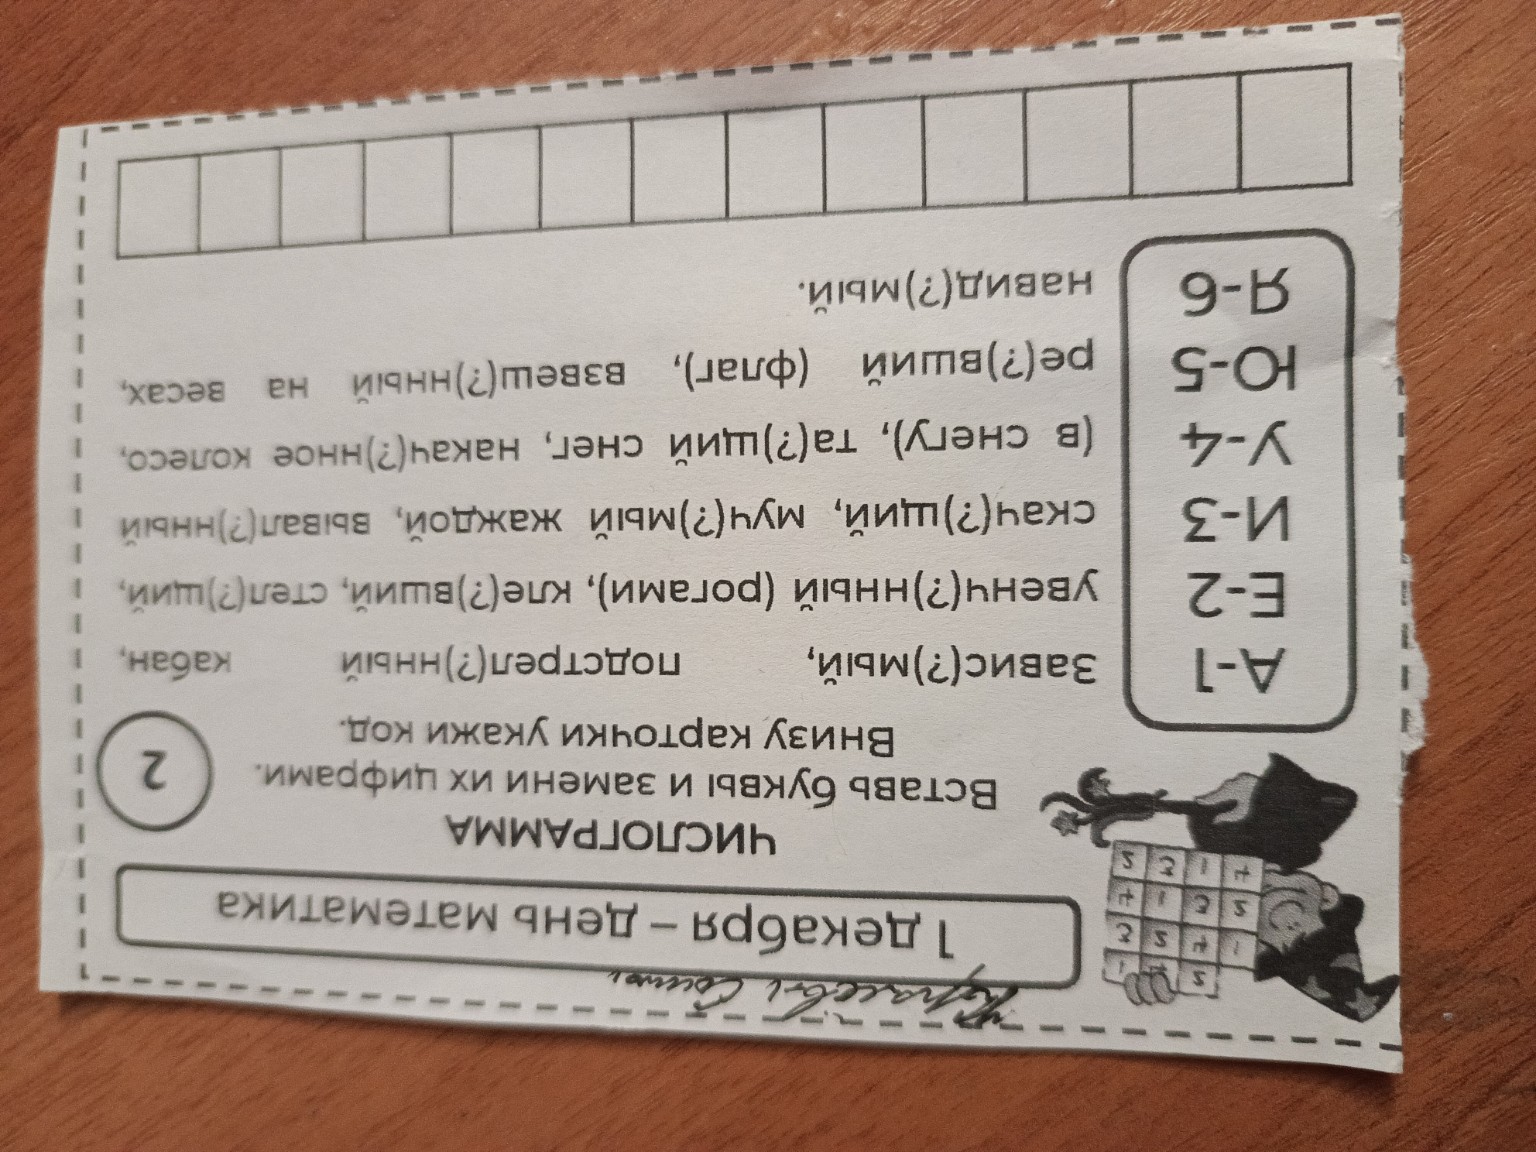 1 декабря – день математика
ЧИСЛОГРАММА
Вставь буквы и замени их цифрами.
Внизу карточки укажи код.
2
А-1
Е-2
И-3
У-4
Ю-5
Я-6
Завис(?)мый, подстрел(?)нный кабан,
увенч(?)нный (рогами), кле(?)вший, стел(?)щий,
скач(?)щий, муч(?)мый жаждой, вывал(?)нный
(в снегу), та(?)щий снег, накач(?)нное колесо,
ре(?)вший (флаг), взвеш(?)нный на весах,
навид(?)мый.